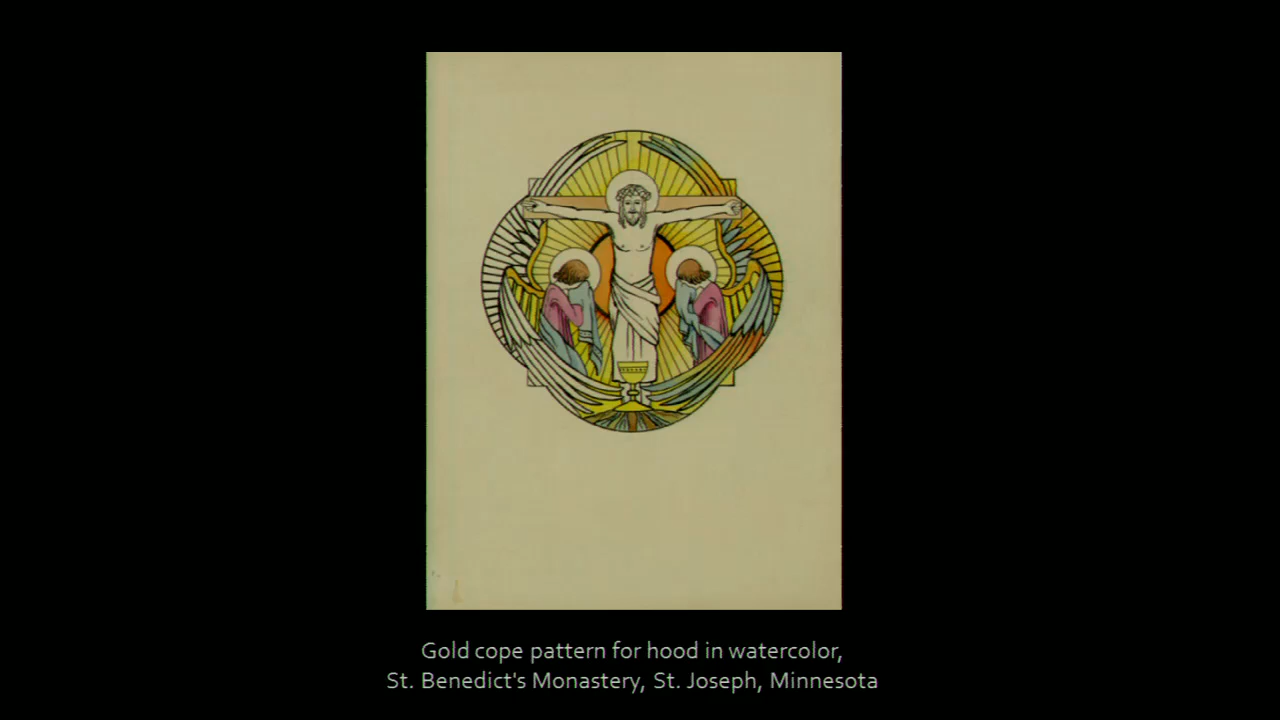 Gold cope pattern for hood in watercolor,
St. Benedict's Monastery, St. Joseph, Minnesota